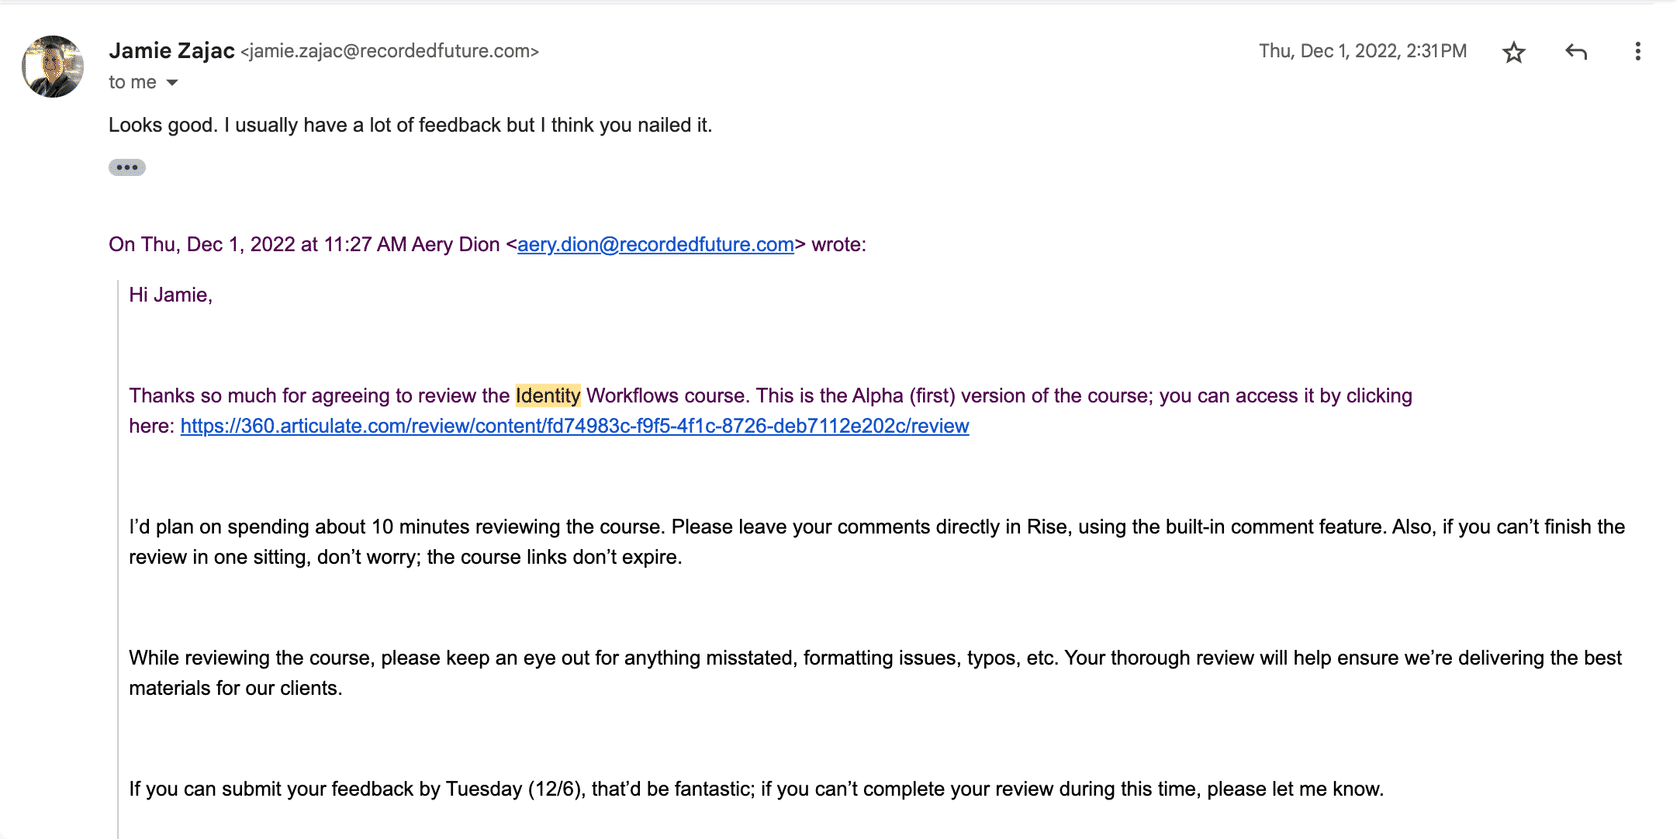 Jamie Zajac <jamie.zajac@recordedfuture.com>
Thu, Dec 1, 2022, 2:31 PM
to me
Looks good. I usually have a lot of feedback but I think you nailed it.
On Thu, Dec 1, 2022 at 11:27 AM Aery Dion <aery.dion@recordedfuture.com> wrote:
Hi Jamie,
Thanks so much for agreeing to review the Identity Workflows course. This is the Alpha (first) version of the course; you can access it by clicking
here: https://360.articulate.com/review/content/fd74983c-f9f5-4f1c-8726-deb7112e202c/review
I’d plan on spending about 10 minutes reviewing the course. Please leave your comments directly in Rise, using the built-in comment feature. Also, if you can’t finish the
review in one sitting, don’t worry; the course links don’t expire.
While reviewing the course, please keep an eye out for anything misstated, formatting issues, typos, etc. Your thorough review will help ensure we’re delivering the best
materials for our clients.
If you can submit your feedback by Tuesday (12/6), that’d be fantastic; if you can’t complete your review during this time, please let me know.